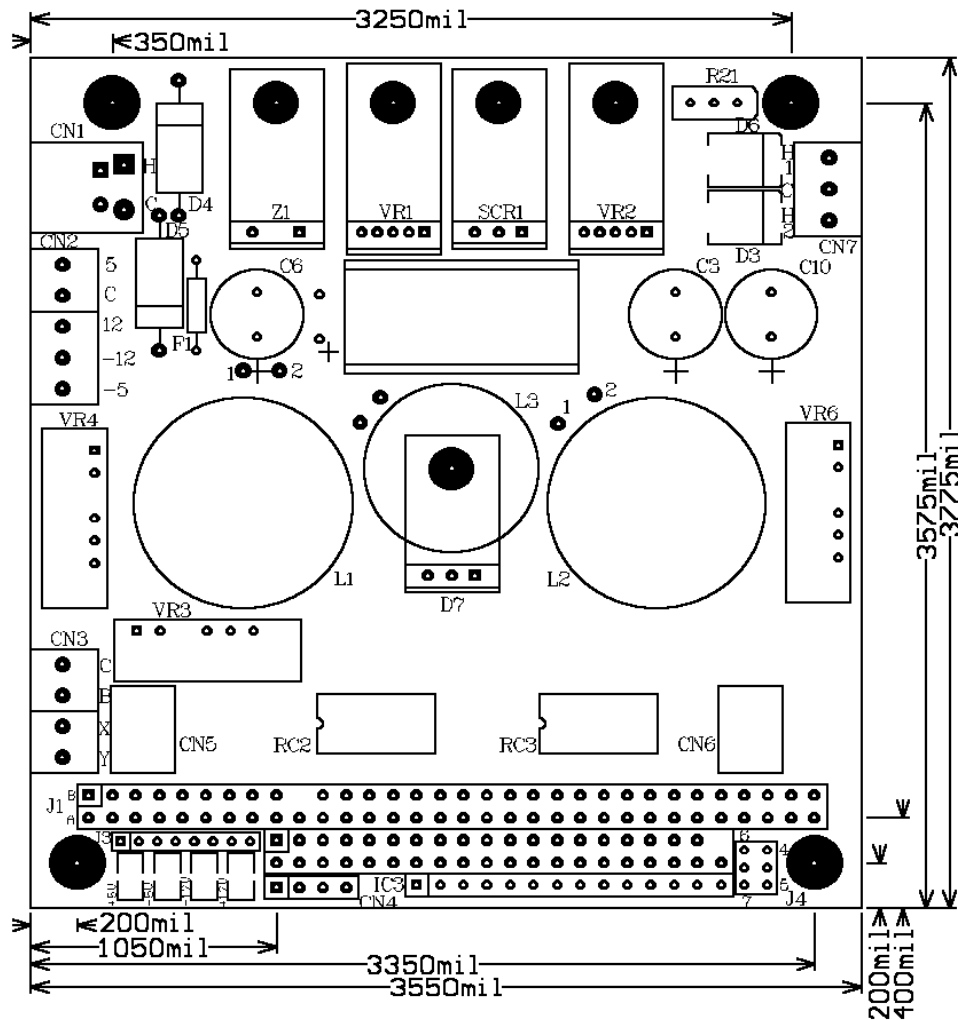 3250mil
350mil
R21
CN1
D6
H
H
1
C
D4
Z1
VR1
SCR1
VR2
C
H
2
D5
CN2
D3
CN7
5
C6
C3
C10
C
12
F1
-12
1
2
-5
2
L3
1
VR4
VR6
3575mil
3775mil
L1
L2
D7
VR3
CN3
C
B
X
CN5
RC2
RC3
CN6
Y
B
J1
A
J3
6
4
IC3
5
CN4
7
J4
200mil
1050mil
3350mil
3550mil
200mil
400mil